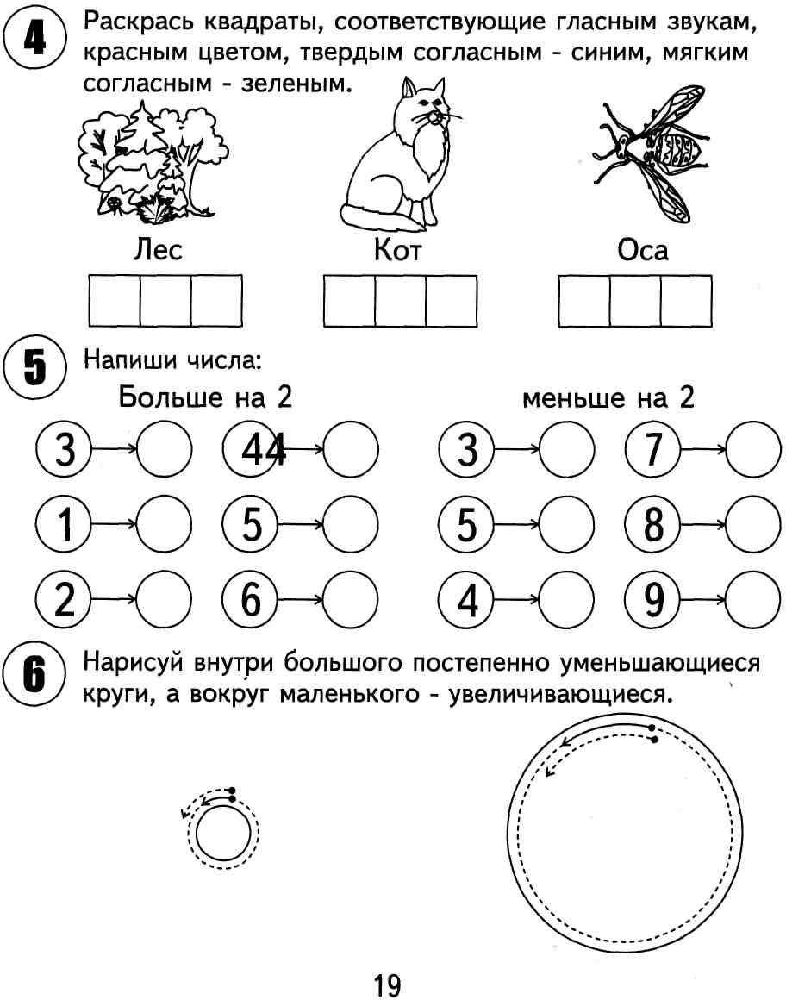 4
Раскрась квадраты, соответствующие гласным звукам,
красным цветом, твердым согласным - синим, мягким
согласным - зеленым.
Лес Кот Оса
5
Напиши числа:
Больше на 2 меньше на 2
3 44 3 7
1 5 5 8
2 6 4 9
6
Нарисуй внутри большого постепенно уменьшающиеся
круги, а вокруг маленького - увеличивающиеся.
19